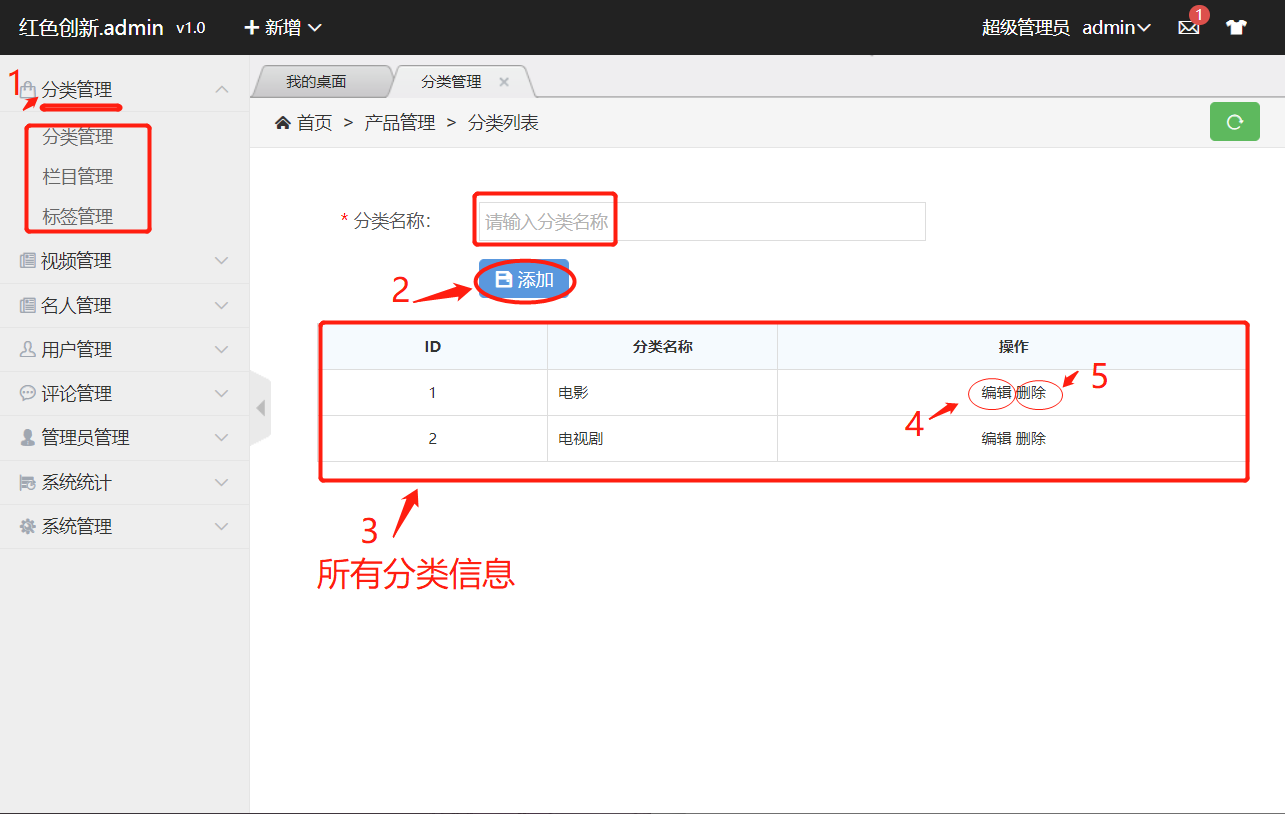 红色创新.admin v1.0 新增 超级管理员 admin 1
1 分类管理
分类管理
栏目管理
标签管理
视频管理
名人管理
用户管理
评论管理
管理员管理
系统统计
系统管理
我的桌面 分类管理 ×
首页 > 产品管理 > 分类列表
* 分类名称: 请输入分类名称
2 添加
ID 分类名称 操作
1 电影 编辑 删除 5
4
2 电视剧 编辑 删除
3
所有分类信息